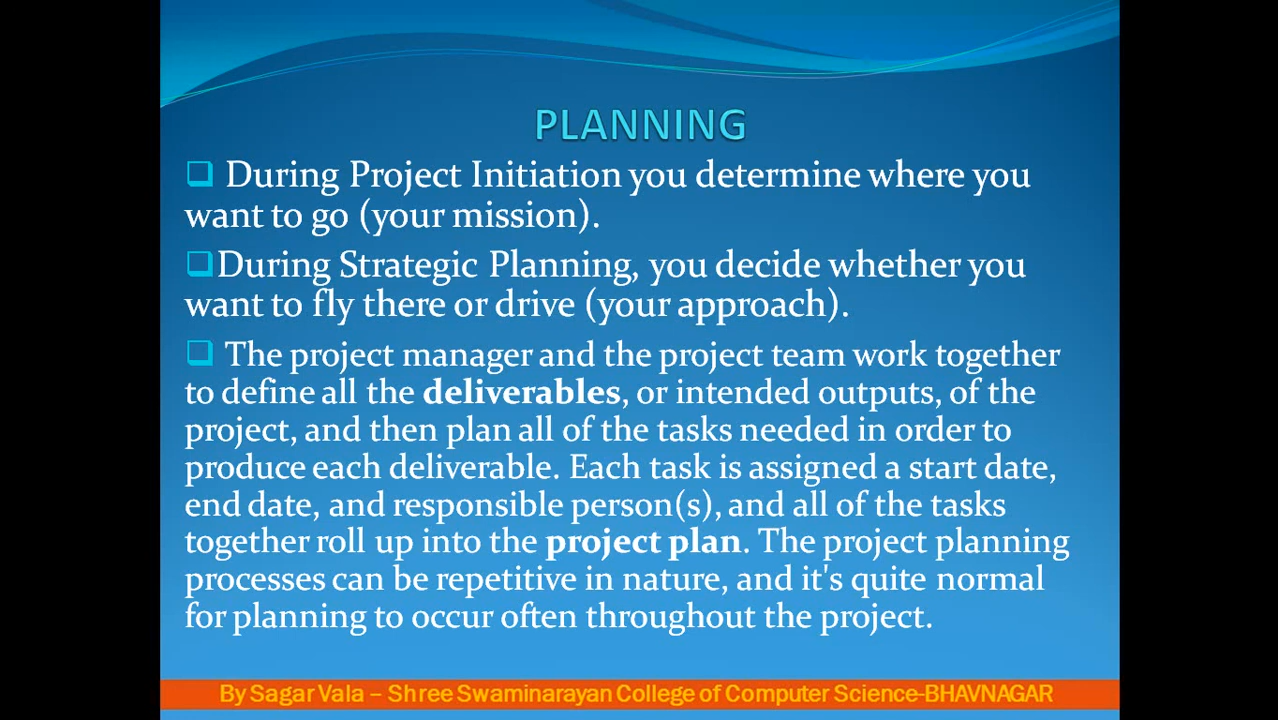 PLANNING
During Project Initiation you determine where you
want to go (your mission).
During Strategic Planning, you decide whether you
want to fly there or drive (your approach).
The project manager and the project team work together
to define all the deliverables, or intended outputs, of the
project, and then plan all of the tasks needed in order to
produce each deliverable. Each task is assigned a start date,
end date, and responsible person(s), and all of the tasks
together roll up into the project plan. The project planning
processes can be repetitive in nature, and it's quite normal
for planning to occur often throughout the project.
By Sagar Vala – Shree Swaminarayan College of Computer Science-BHAVNAGAR